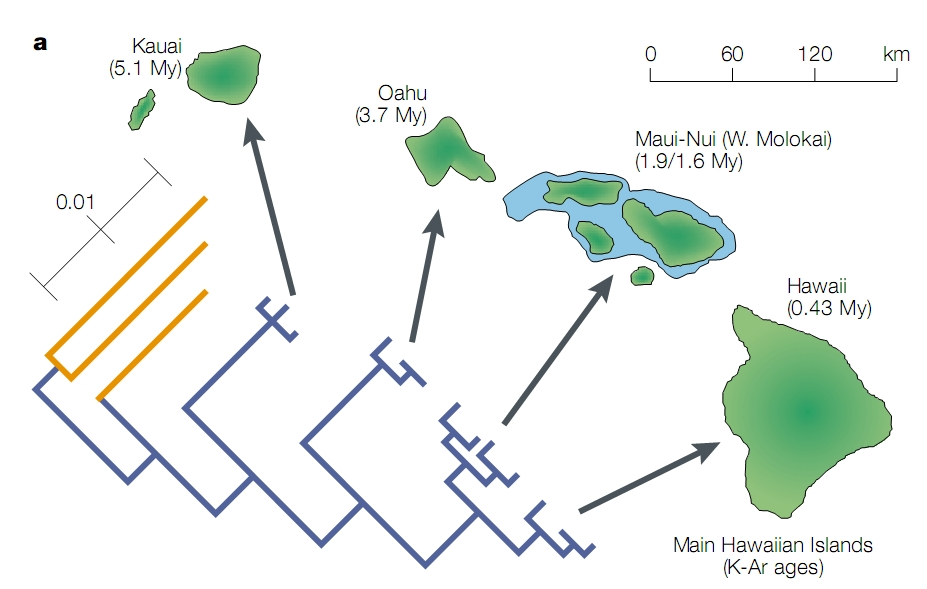 a
Kauai
(5.1 My)
Oahu
(3.7 My)
0 60 120 km
Maui-Nui (W. Molokai)
(1.9/1.6 My)
0.01
Hawaii
(0.43 My)
Main Hawaiian Islands
(K-Ar ages)